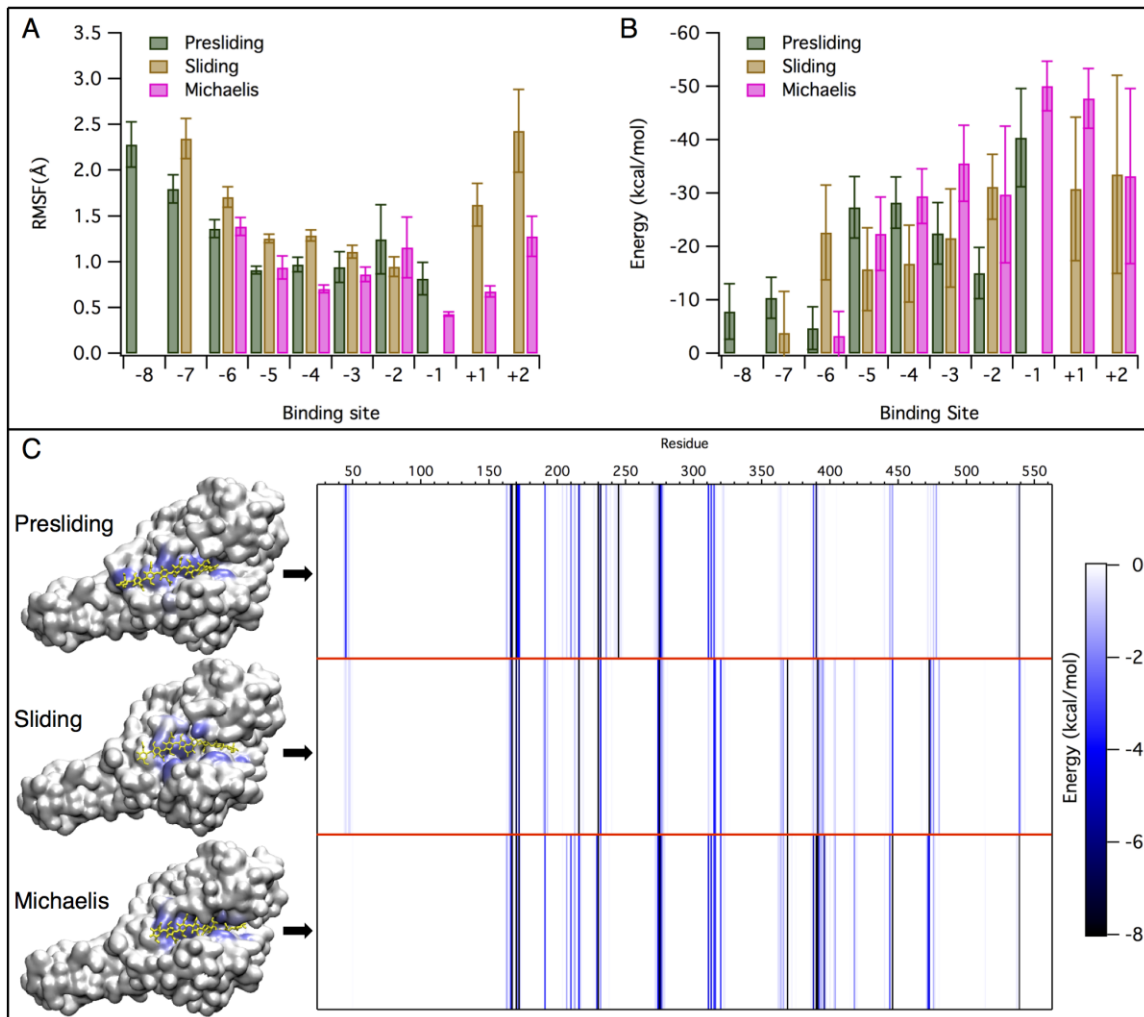 A
Presliding
Sliding
Michaelis
RMSF(Å)
3.5
3.0
2.5
2.0
1.5
1.0
0.5
0.0
-8 -7 -6 -5 -4 -3 -2 -1 +1 +2
Binding site
B
Presliding
Sliding
Michaelis
Energy (kcal/mol)
-60
-50
-40
-30
-20
-10
0
-8 -7 -6 -5 -4 -3 -2 -1 +1 +2
Binding Site
C
Residue
50 100 150 200 250 300 350 400 450 500 550
Presliding
Sliding
Michaelis
Energy (kcal/mol)
0
-2
-4
-6
-8